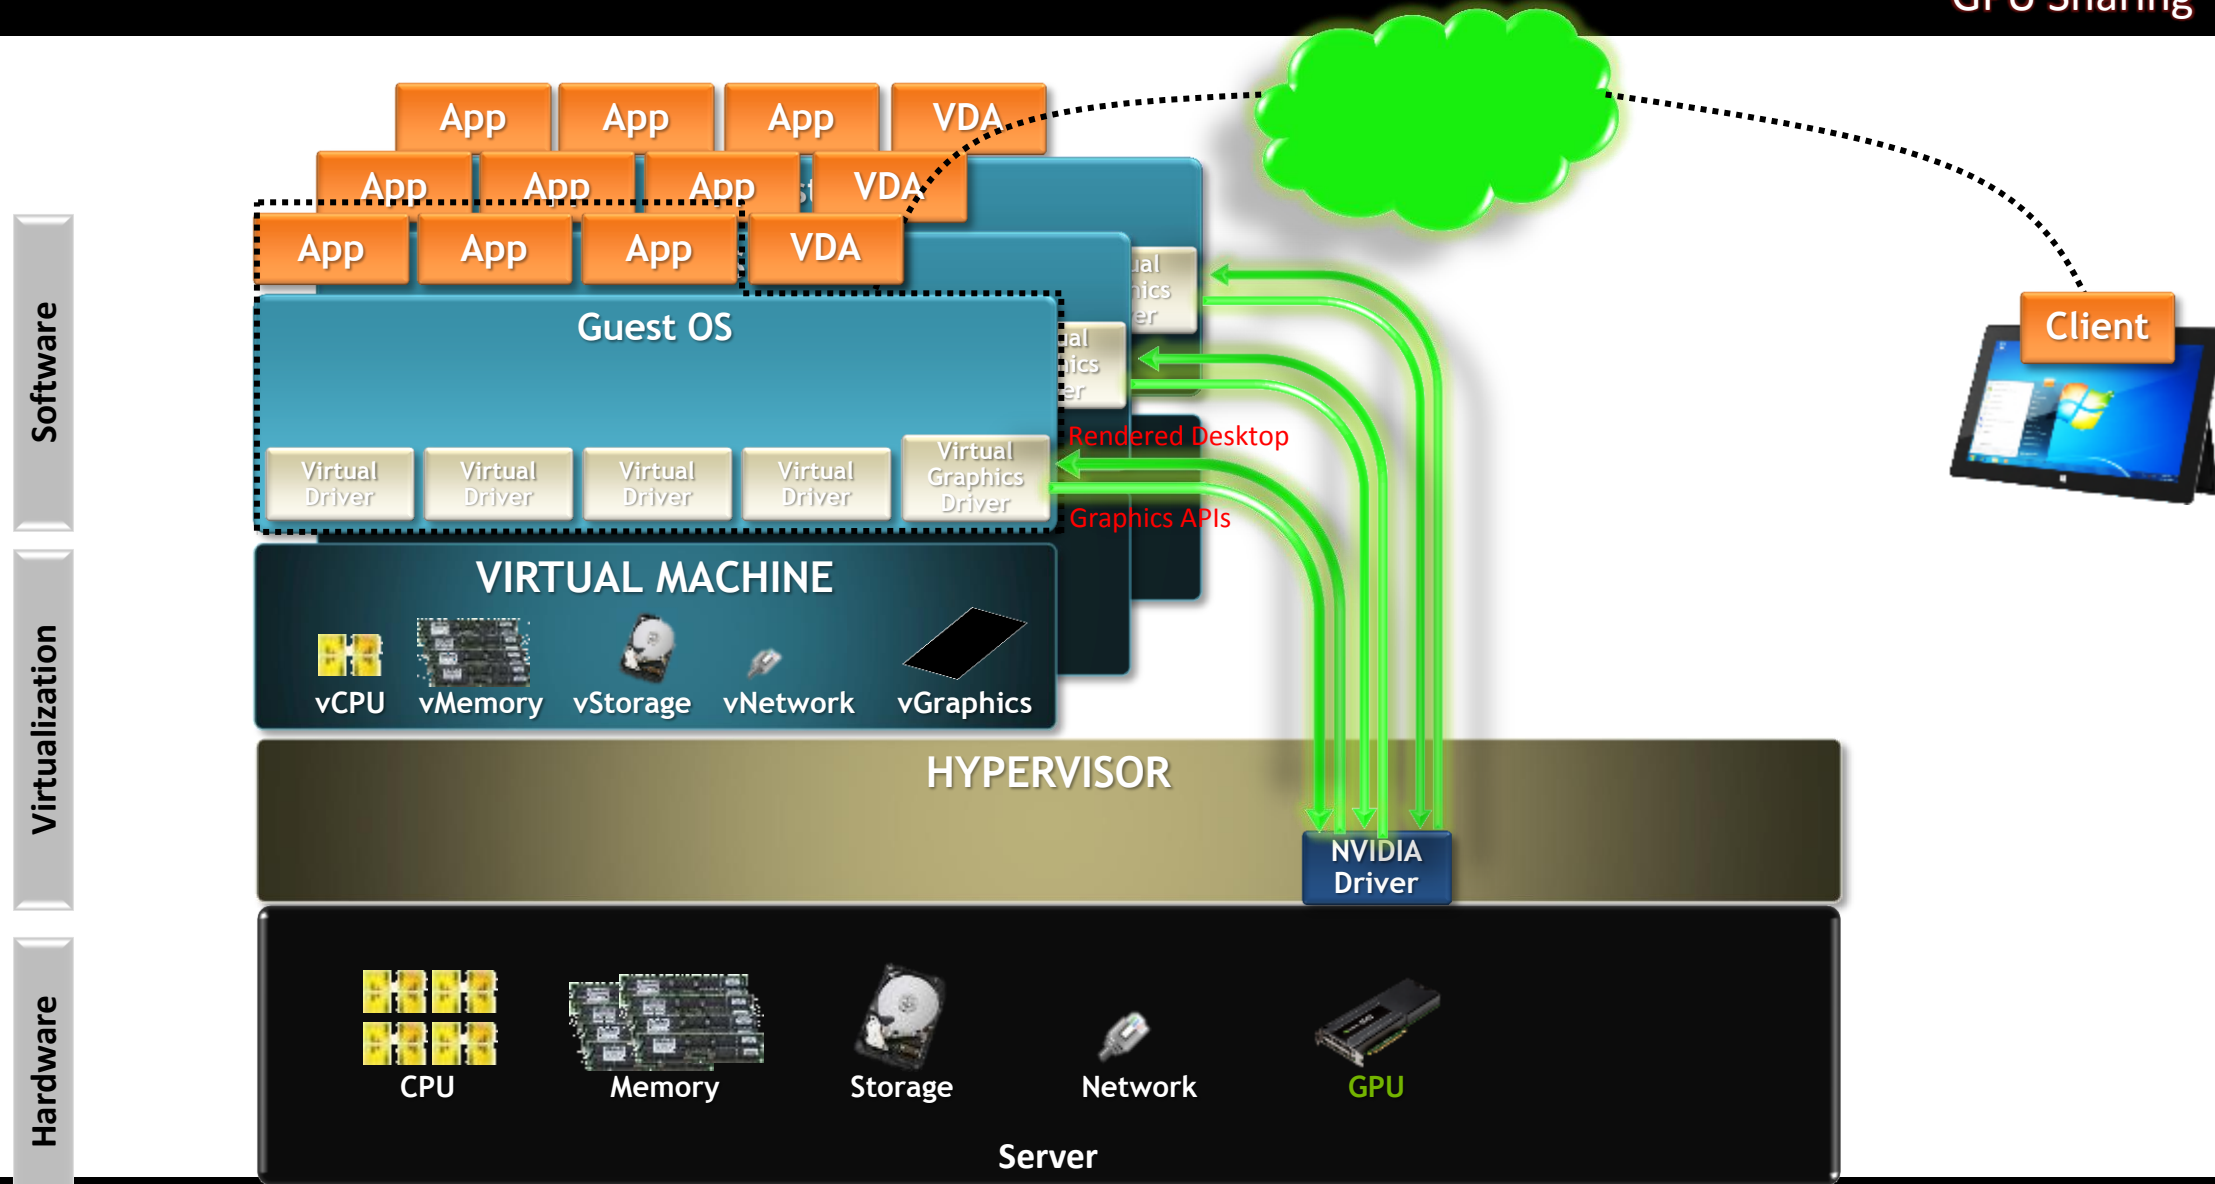 GPU Sharing
App App App VDA
App App App VDA
App App App VDA
Guest OS
Virtual
Driver
Virtual
Driver
Virtual
Driver
Virtual
Driver
Virtual
Graphics
Driver
Rendered Desktop
Graphics APIs
Client
Software
VIRTUAL MACHINE
vCPU vMemory vStorage vNetwork vGraphics
Virtualization
HYPERVISOR
NVIDIA
Driver
Hardware
CPU Memory Storage Network GPU
Server